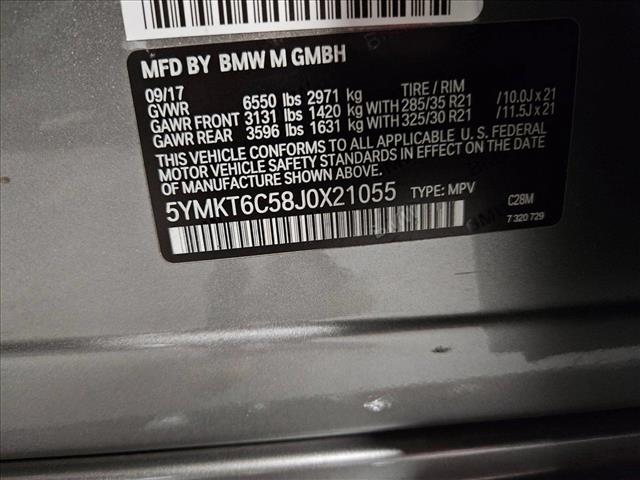 MFD BY BMW M GMBH
09/17 TIRE / RIM
GVWR 6550 lbs 2971 kg
GAWR FRONT 3131 lbs 1420 kg WITH 285/35 R21 /10.0J x 21
GAWR REAR 3596 lbs 1631 kg WITH 325/30 R21 /11.5J x 21
THIS VEHICLE CONFORMS TO ALL APPLICABLE U. S. FEDERAL
MOTOR VEHICLE SAFETY STANDARDS IN EFFECT ON THE DATE
OF MANUFACTURE SHOWN ABOVE.
5YMKT6C58J0X21055 TYPE: MPV C28M
7 320 729